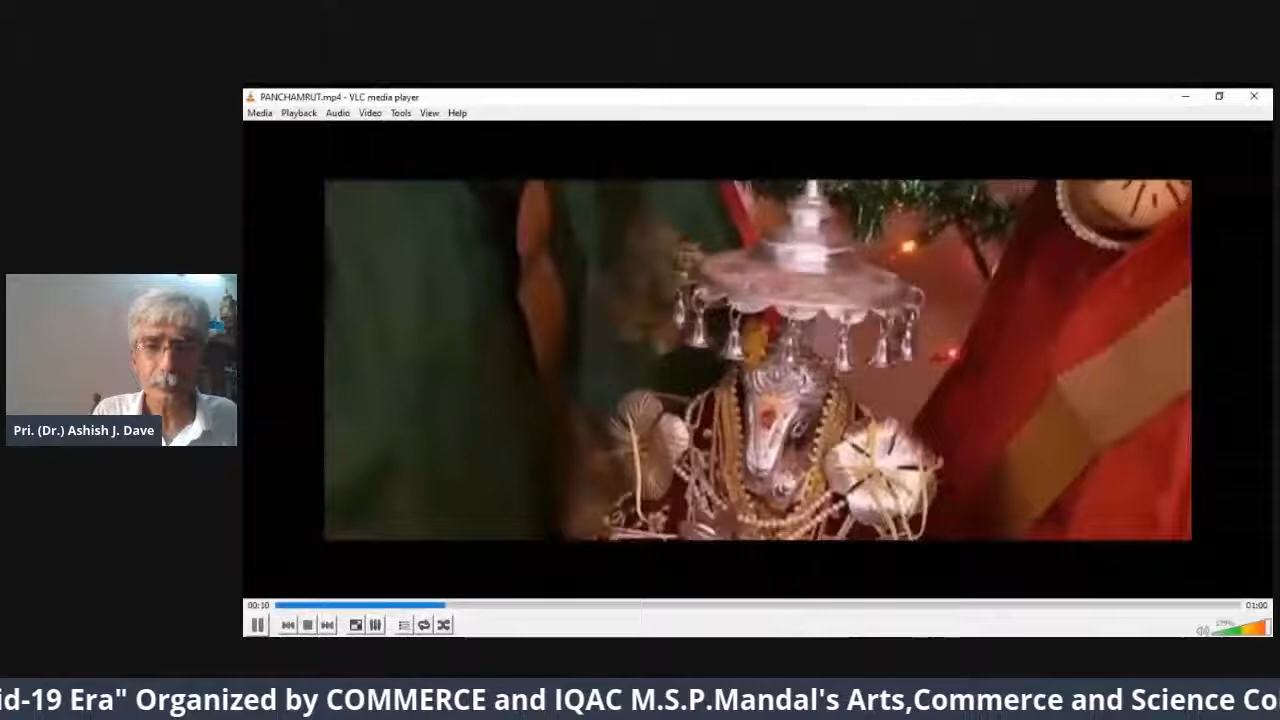 PANCHAMRUT.mp4 - VLC media player
Media Playback Audio Video Tools View Help
Pri. (Dr.) Ashish J. Dave
00:10
01:00
id-19 Era" Organized by COMMERCE and IQAC M.S.P.Mandal's Arts,Commerce and Science Co